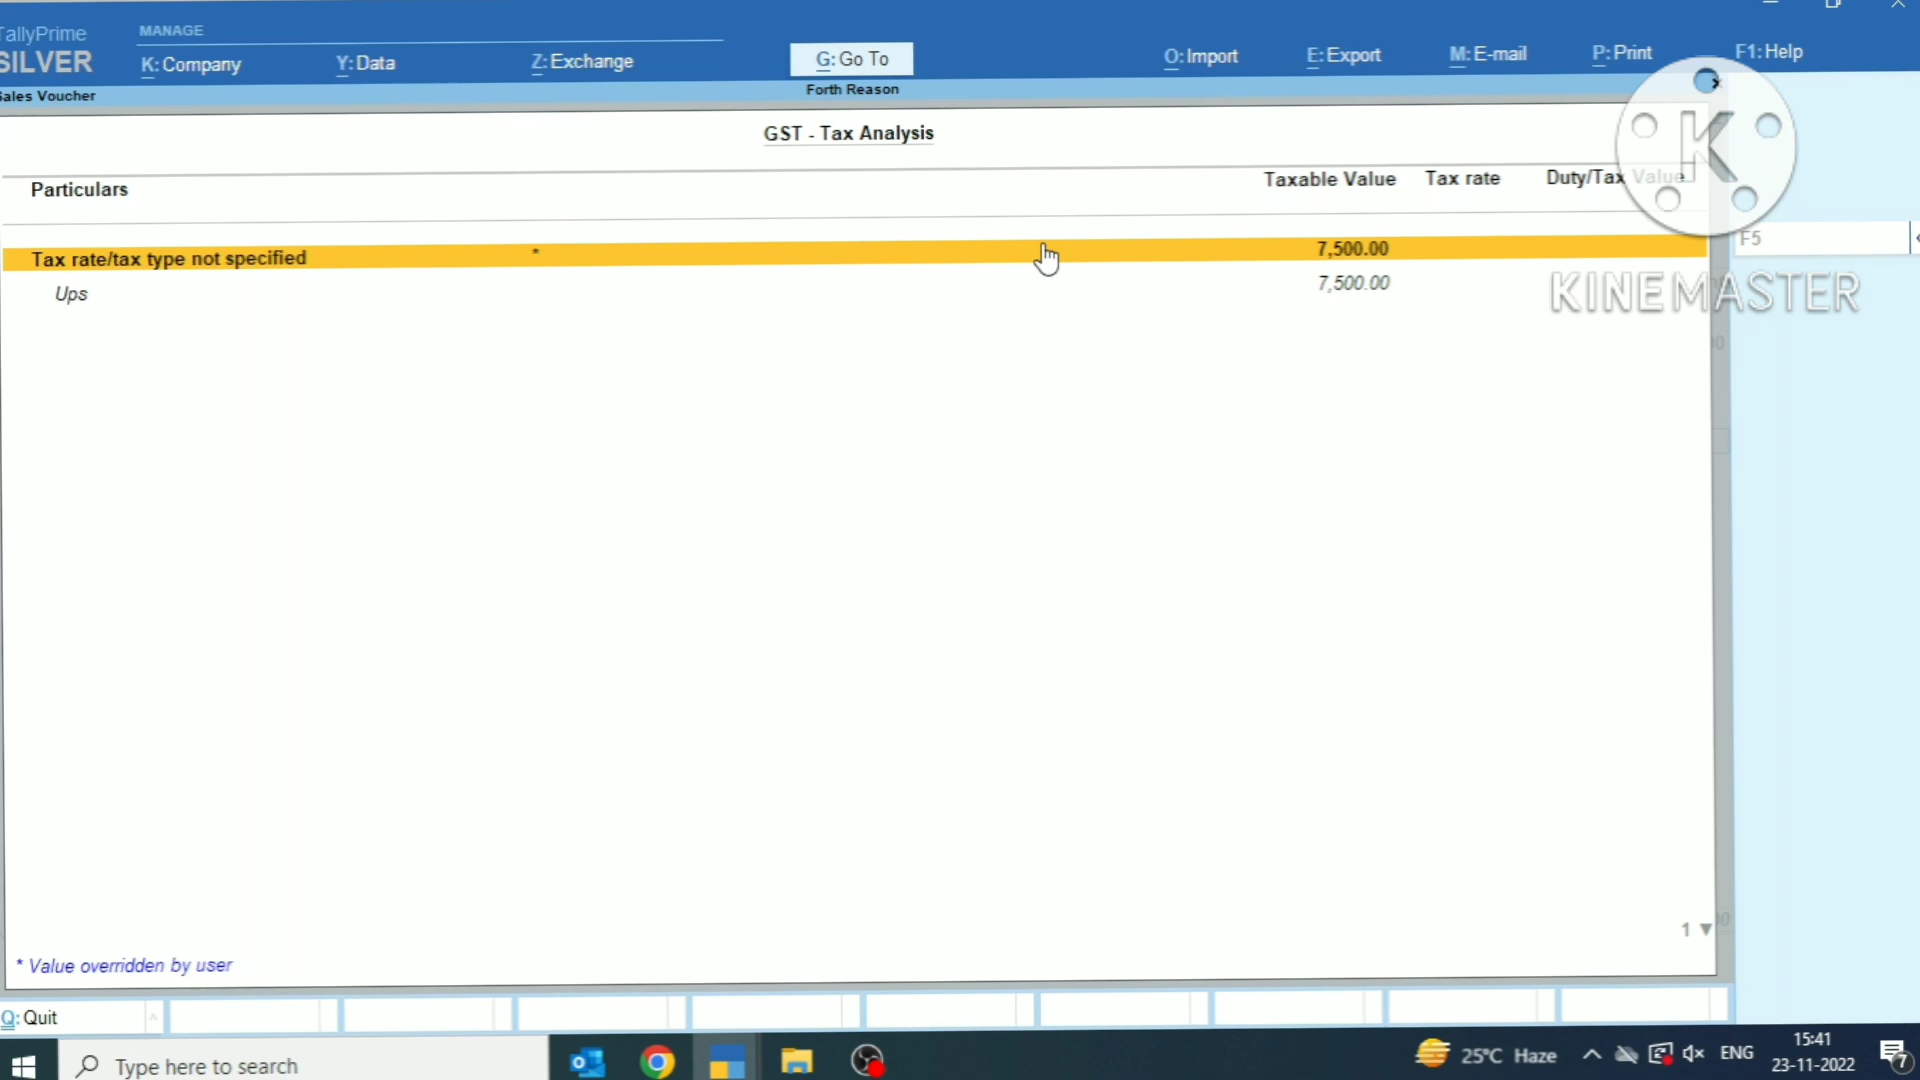 TallyPrime
MANAGE
SILVER
K: Company
Y: Data
Z: Exchange
G: Go To
O: Import
E: Export
M: E-mail
P: Print
F1: Help
Sales Voucher
Forth Reason
GST - Tax Analysis
Particulars
Taxable Value
Tax rate
Duty/Tax Value
K
F5
Tax rate/tax type not specified
*
7,500.00
Ups
7,500.00
KINEMASTER
1
* Value overridden by user
Q: Quit
Type here to search
25°C Haze
ENG
15:41
23-11-2022
7